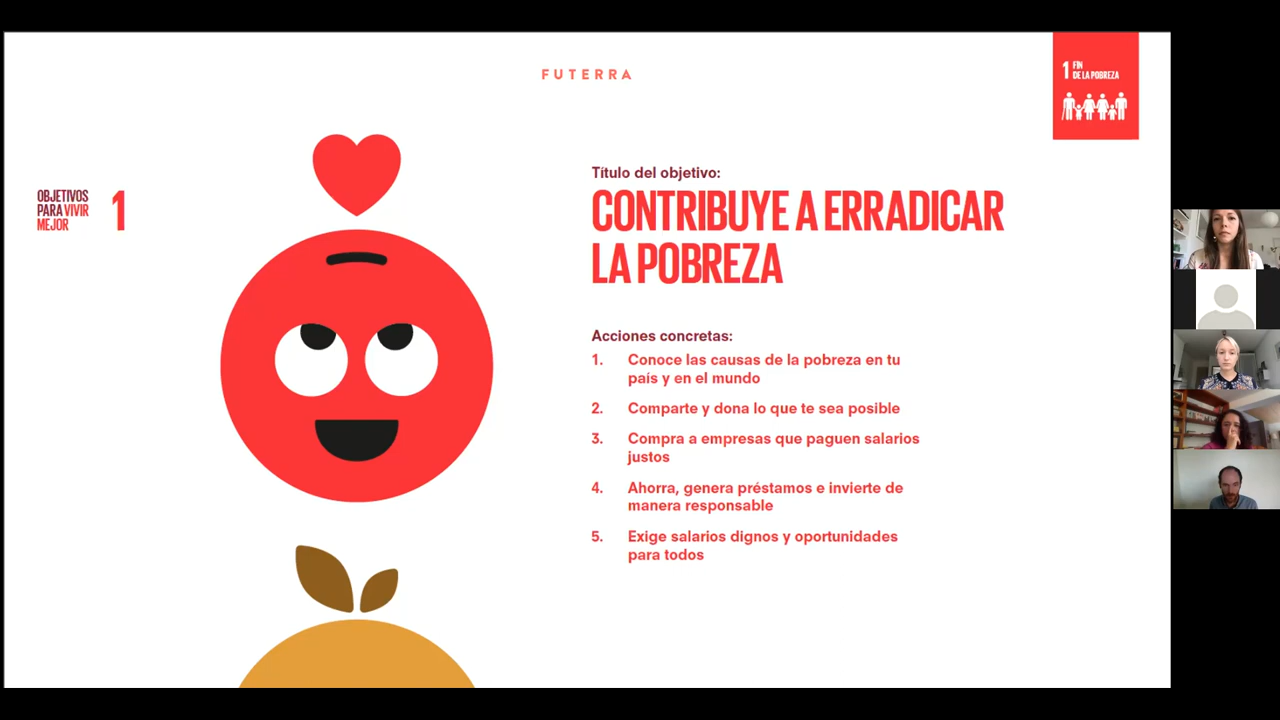 FUTERRA
1 FIN
DE LA POBREZA
OBJETIVOS
PARA VIVIR
MEJOR
1
Título del objetivo:
CONTRIBUYE A ERRADICAR
LA POBREZA
Acciones concretas:
1. Conoce las causas de la pobreza en tu
país y en el mundo
2. Comparte y dona lo que te sea posible
3. Compra a empresas que paguen salarios
justos
4. Ahorra, genera préstamos e invierte de
manera responsable
5. Exige salarios dignos y oportunidades
para todos